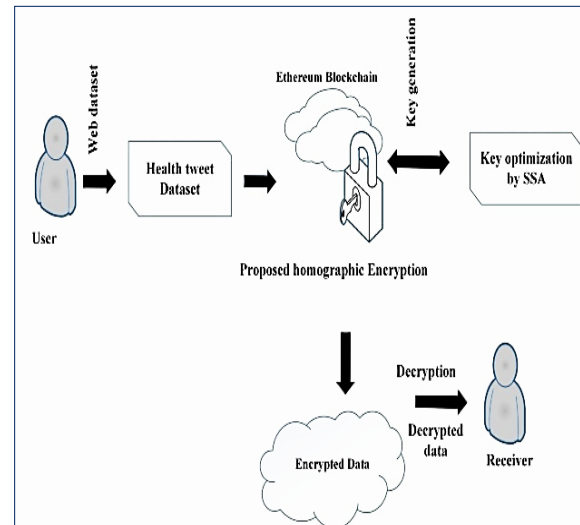 Ethereum Blockchain
Key generation
Web dataset
Health tweet
Dataset
Key optimization
by SSA
User
Proposed homographic Encryption
Decryption
Decrypted
data
Encrypted Data
Receiver